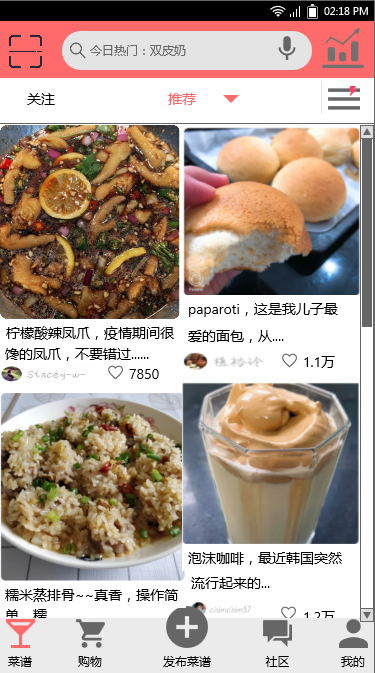 02:18 PM
今日热门：双皮奶
关注
推荐
柠檬酸辣凤爪，疫情期间很
馋的凤爪，不要错过......
Stacey-w-
7850
paparoti，这是我儿子最
爱的面包，从....
1.1万
糯米蒸排骨~~真香，操作简
单，糯
泡沫咖啡，最近韩国突然
流行起来的...
1.2万
菜谱
购物
发布菜谱
社区
我的